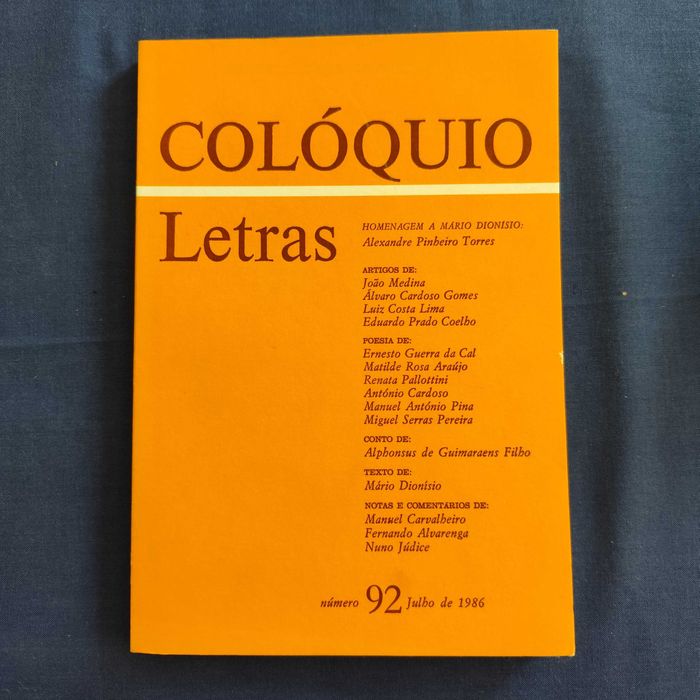 COLÓQUIO
Letras
HOMENAGEM A MÁRIO DIONÍSIO:
Alexandre Pinheiro Torres
ARTIGOS DE:
João Medina
Álvaro Cardoso Gomes
Luiz Costa Lima
Eduardo Prado Coelho
POESIA DE:
Ernesto Guerra da Cal
Matilde Rosa Araújo
Renata Pallottini
António Cardoso
Manuel António Pina
Miguel Serras Pereira
CONTO DE:
Alphonsus de Guimaraens Filho
TEXTO DE:
Mário Dionísio
NOTAS E COMENTÁRIOS DE:
Manuel Carvalheiro
Fernando Alvarenga
Nuno Júdice
número 92 Julho de 1986